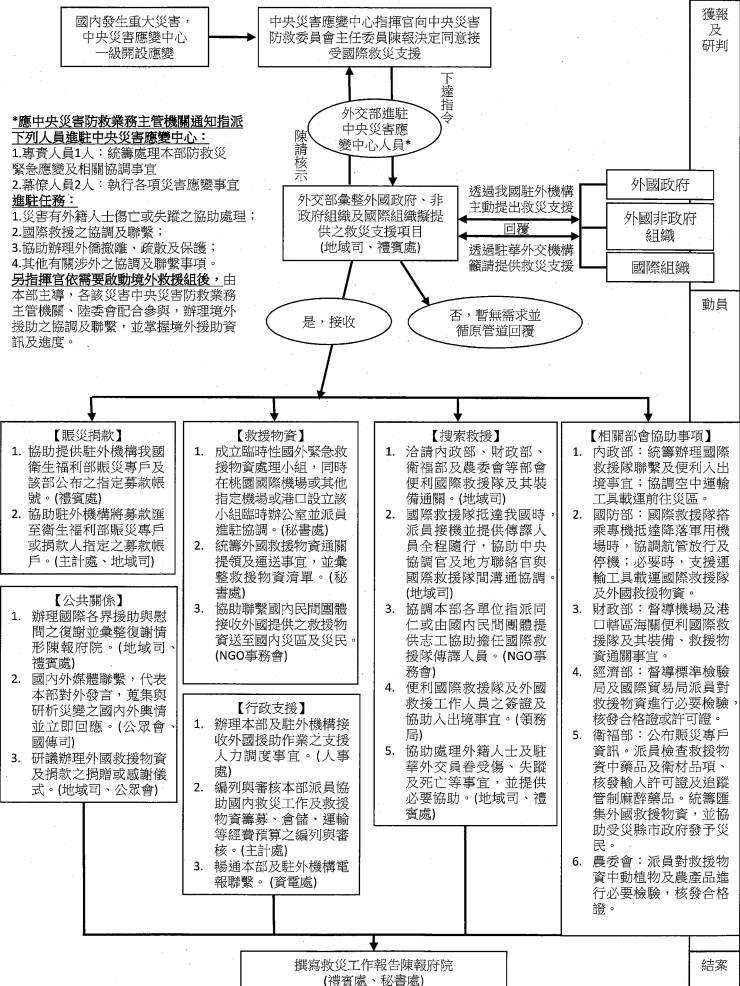 國內發生重大災害，
中央災害應變中心
一級開設應變
中央災害應變中心指揮官向中央災害
防救委員會主任委員陳報決定同意接
受國際救災支援
獲報
及
研判
下達指令
陳請核示
外交部進駐
中央災害應
變中心人員*
*應中央災害防救業務主管機關通知指派
下列人員進駐中央災害應變中心：
1.專責人員1人：統籌處理本部防救災
緊急應變及相關協調事宜
2.幕僚人員2人：執行各項災害應變事宜
進駐任務：
1.災害有外籍人士傷亡或失蹤之協助處理；
2.國際救援之協調及聯繫；
3.協助辦理外僑撤離、疏散及保護；
4.其他有關涉外之協調及聯繫事項。
另指揮官依需要啟動境外救援組後，由
本部主導，各該災害中央災害防救業務
主管機關、陸委會配合參與，辦理境外
援助之協調及聯繫，並掌握境外援助資
訊及進度。
外交部彙整外國政府、非
政府組織及國際組織擬提
供之救災支援項目
(地域司、禮賓處)
透過我國駐外機構
主動提出救災支援
回覆
透過駐華外交機構
籲請提供救災支援
外國政府
外國非政府
組織
國際組織
動員
是，接收
否，暫無需求並
循原管道回覆
【賑災捐款】
1. 協助提供駐外機構我國
衛生福利部賑災專戶及
該部公布之指定募款帳
號。(禮賓處)
2. 協助駐外機構將募款匯
至衛生福利部賑災專戶
或捐款人指定之募款帳
戶。(主計處、地域司)
【公共關係】
1. 辦理國際各界援助與慰
問之復謝並彙整復謝情
形陳報府院。(地域司、
禮賓處)
2. 國內外媒體聯繫，代表
本部對外發言，蒐集與
研析災變之國內外輿情
並立即回應。(公眾會、
國傳司)
3. 研議辦理外國救援物資
及捐款之捐贈或感謝儀
式。(地域司、公眾會)
【救援物資】
1. 成立臨時性國外緊急救
援物資處理小組，同時
在桃園國際機場或其他
指定機場或港口設立該
小組臨時辦公室並派員
進駐協調。(秘書處)
2. 統籌外國救援物資通關
提領及運送事宜，並彙
整救援物資清單。(秘
書處)
3. 協助聯繫國內民間團體
接收外國提供之救援物
資送至國內災區及災民。
(NGO事務會)
【行政支援】
1. 辦理本部及駐外機構接
收外國援助作業之支援
人力調度事宜。(人事
處)
2. 編列與審核本部派員協
助國內救災工作及救援
物資籌募、倉儲、運輸
等經費預算之編列與審
核。(主計處)
3. 暢通本部及駐外機構電
報聯繫。(資電處)
【搜索救援】
1. 洽請內政部、財政部、
衛福部及農委會等部會
便利國際救援隊及其裝
備通關。(地域司)
2. 國際救援隊抵達我國時，
派員接機並提供傳譯人
員全程隨行，協助中央
協調官及地方聯絡官與
國際救援隊間溝通協調。
(地域司)
3. 協調本部各單位指派同
仁或由國內民間團體提
供志工協助擔任國際救
援隊傳譯人員。(NGO事
務會)
4. 便利國際救援隊及外國
救援工作人員之簽證及
協助入出境事宜。(領務
局)
5. 協助處理外籍人士及駐
華外交員眷受傷、失蹤
及死亡等事宜，並提供
必要協助。(地域司、禮
賓處)
【相關部會協助事項】
1. 內政部：統籌辦理國際
救援隊聯繫及便利入出
境事宜；協調空中運輸
工具載運前往災區。
2. 國防部：國際救援隊搭
乘專機抵達降落軍用機
場時，協調航管放行及
停機；必要時，支援運
輸工具載運國際救援隊
及外國救援物資。
3. 財政部：督導機場及港
口轄區海關便利國際救
援隊及其裝備、救援物
資通關事宜。
4. 經濟部：督導標準檢驗
局及國際貿易局派員對
救援物資進行必要檢驗，
核發合格證或許可證。
5. 衛福部：公布賑災專戶
資訊。派員檢查救援物
資中藥品及衛材品項、
核發輸入許可證及追蹤
管制麻醉藥品。統籌匯
集外國救援物資，並協
助受災縣市政府發予災
民。
6. 農委會：派員對救援物
資中動植物及農產品進
行必要檢驗，核發合格
證。
撰寫救災工作報告陳報府院
(禮賓處、秘書處)
結案